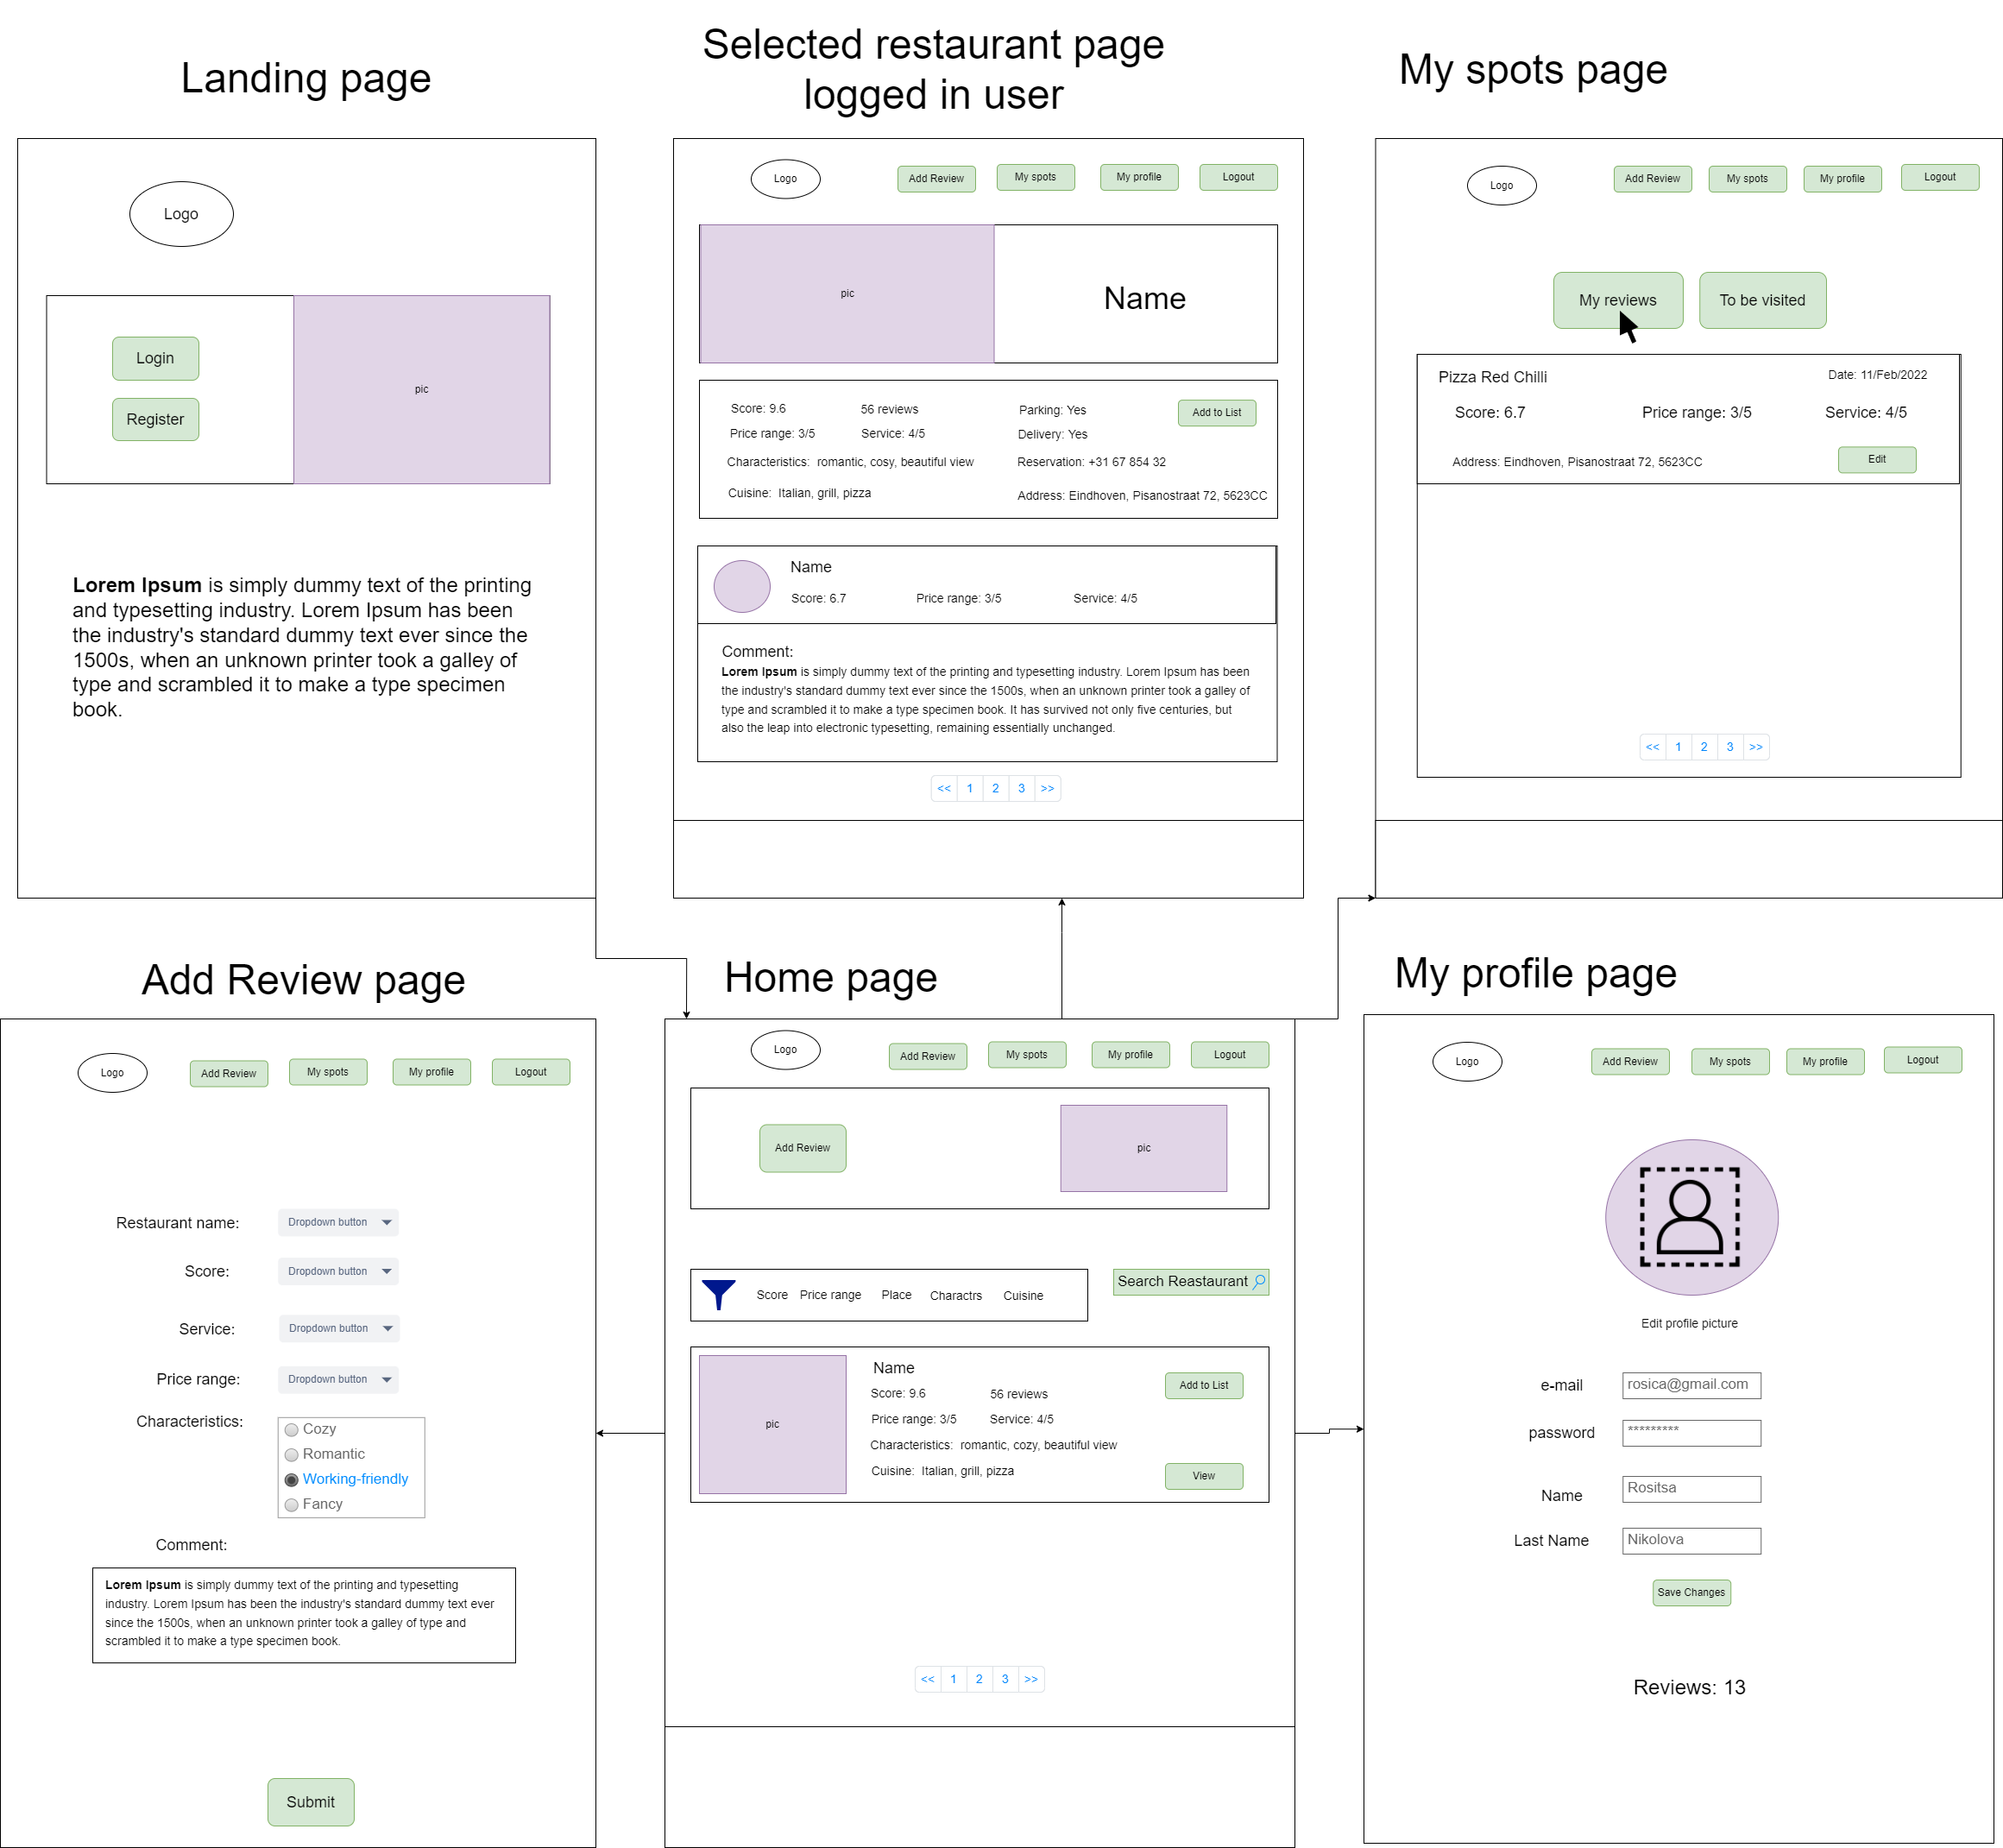 Landing page
Logo
Login
Register
pic
Lorem Ipsum is simply dummy text of the printing
and typesetting industry. Lorem Ipsum has been
the industry's standard dummy text ever since the
1500s, when an unknown printer took a galley of
type and scrambled it to make a type specimen
book.
Selected restaurant page
logged in user
Logo
Add Review
My spots
My profile
Logout
pic
Name
Score: 9.6
56 reviews
Parking: Yes
Add to List
Price range: 3/5
Service: 4/5
Delivery: Yes
Characteristics: romantic, cosy, beautiful view
Reservation: +31 67 854 32
Cuisine: Italian, grill, pizza
Address: Eindhoven, Pisanostraat 72, 5623CC
Name
Score: 6.7
Price range: 3/5
Service: 4/5
Comment:
Lorem Ipsum is simply dummy text of the printing and typesetting industry. Lorem Ipsum has been
the industry's standard dummy text ever since the 1500s, when an unknown printer took a galley of
type and scrambled it to make a type specimen book. It has survived not only five centuries, but
also the leap into electronic typesetting, remaining essentially unchanged.
<< 1 2 3 >>
My spots page
Logo
Add Review
My spots
My profile
Logout
My reviews
To be visited
Pizza Red Chilli
Date: 11/Feb/2022
Score: 6.7
Price range: 3/5
Service: 4/5
Address: Eindhoven, Pisanostraat 72, 5623CC
Edit
<< 1 2 3 >>
Add Review page
Logo
Add Review
My spots
My profile
Logout
Restaurant name:
Dropdown button
Score:
Dropdown button
Service:
Dropdown button
Price range:
Dropdown button
Characteristics:
Cozy
Romantic
Working-friendly
Fancy
Comment:
Lorem Ipsum is simply dummy text of the printing and typesetting
industry. Lorem Ipsum has been the industry's standard dummy text ever
since the 1500s, when an unknown printer took a galley of type and
scrambled it to make a type specimen book.
Submit
Home page
Logo
Add Review
My spots
My profile
Logout
Add Review
pic
Score
Price range
Place
Charactrs
Cuisine
Search Reastaurant
pic
Name
Score: 9.6
56 reviews
Add to List
Price range: 3/5
Service: 4/5
Characteristics: romantic, cozy, beautiful view
Cuisine: Italian, grill, pizza
View
<< 1 2 3 >>
My profile page
Logo
Add Review
My spots
My profile
Logout
Edit profile picture
e-mail
rosica@gmail.com
password
*********
Name
Rositsa
Last Name
Nikolova
Save Changes
Reviews: 13